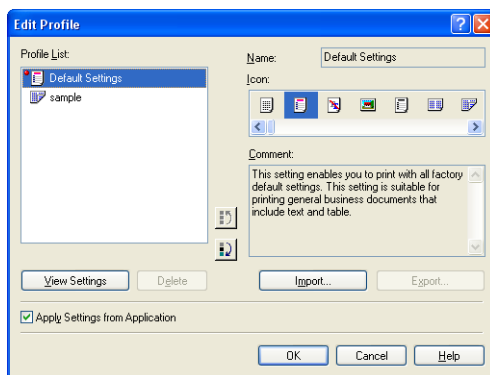 Edit Profile
Profile List:
Default Settings
sample
Name:
Default Settings
Icon:
Comment:
This setting enables you to print with all factory
default settings. This setting is suitable for
printing general business documents that
include text and table.
View Settings
Delete
Import...
Export...
Apply Settings from Application
OK
Cancel
Help